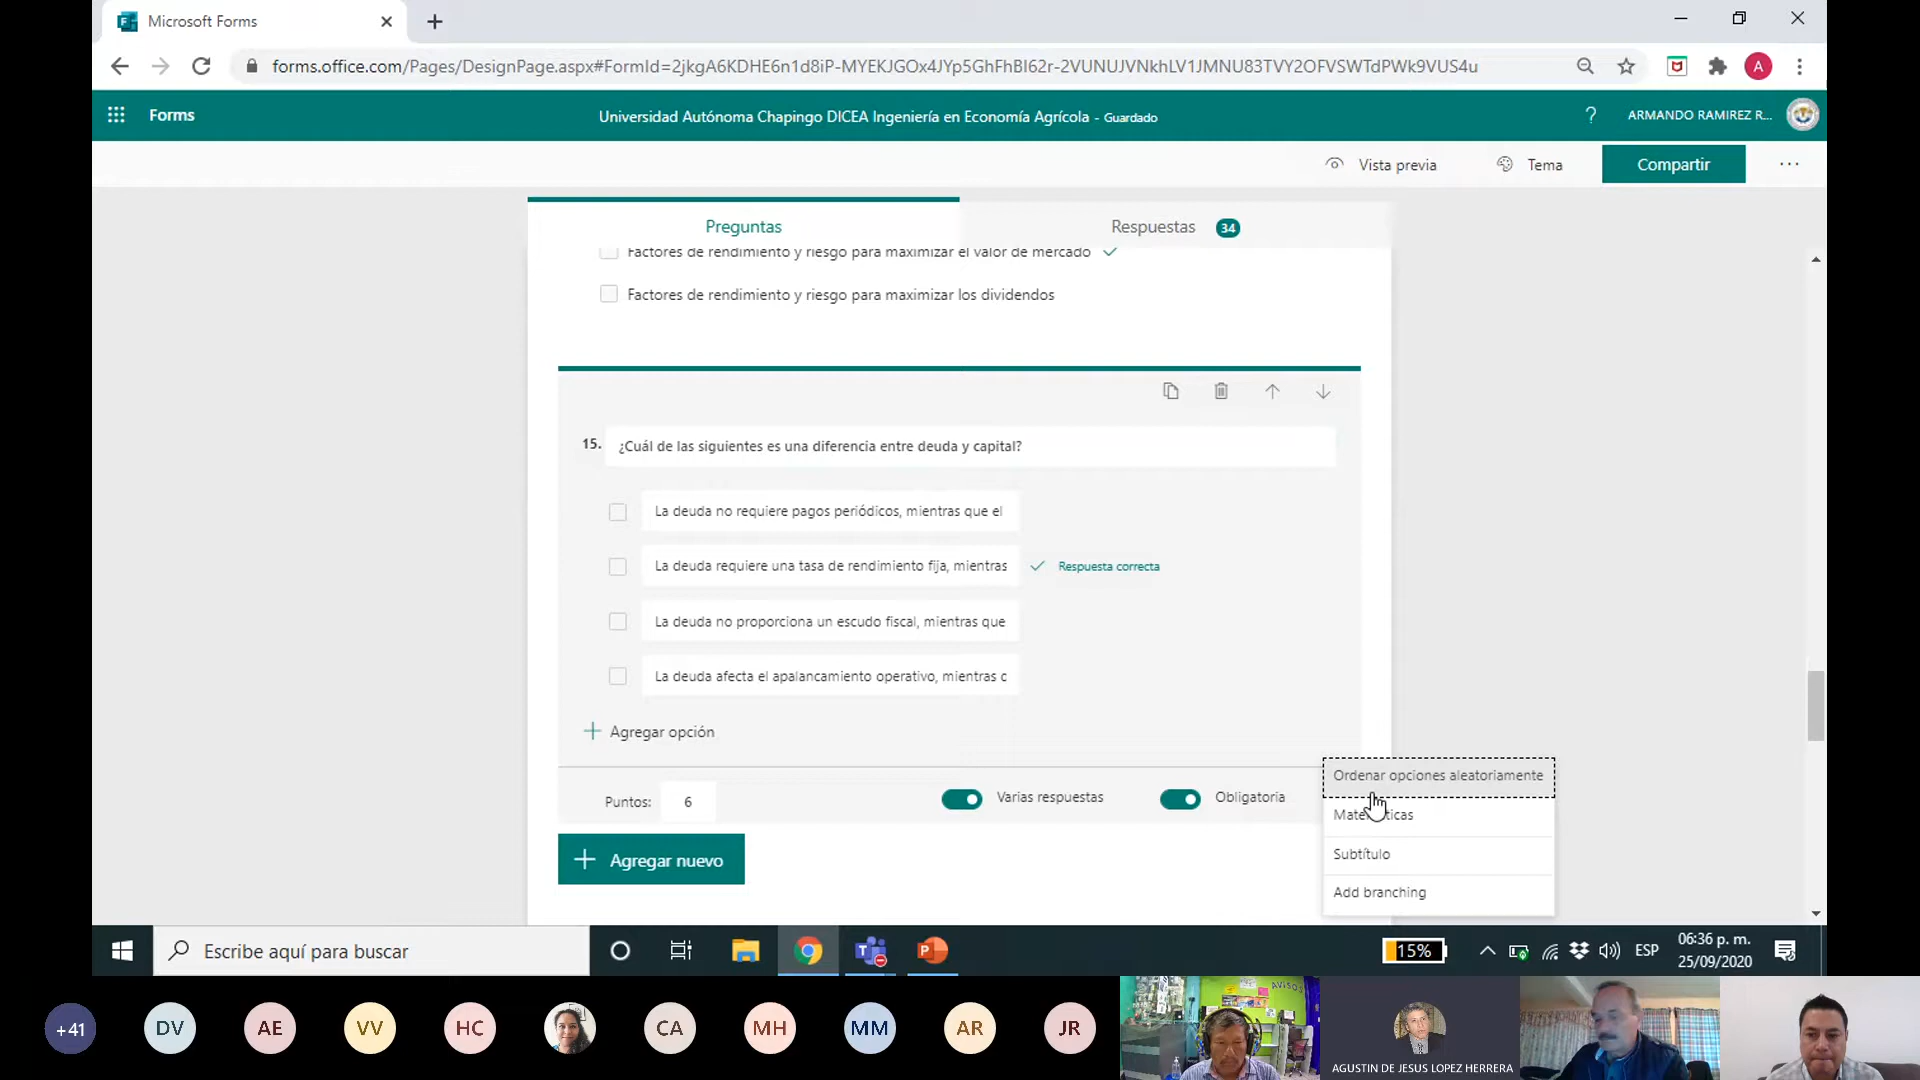 Microsoft Forms
forms.office.com/Pages/DesignPage.aspx#FormId=2jkgA6KDHE6n1d8iP-MYEKJGOx4JYp5GhFhBI62r-2VUNUJVNkhLV1JMNU83TVY2OFVSWTdPWk9VUS4u
A
Forms
Universidad Autónoma Chapingo DICEA Ingeniería en Economía Agrícola - Guardado
?
ARMANDO RAMIREZ R...
Vista previa
Tema
Compartir
Preguntas
Respuestas 34
Factores de rendimiento y riesgo para maximizar el valor de mercado
Factores de rendimiento y riesgo para maximizar los dividendos
15. ¿Cuál de las siguientes es una diferencia entre deuda y capital?
La deuda no requiere pagos periódicos, mientras que el
La deuda requiere una tasa de rendimiento fija, mientras
Respuesta correcta
La deuda no proporciona un escudo fiscal, mientras que
La deuda afecta el apalancamiento operativo, mientras
Agregar opción
Puntos: 6
Varias respuestas
Obligatoria
Ordenar opciones aleatoriamente
Matemáticas
Subtítulo
Add branching
Agregar nuevo
Escribe aquí para buscar
15%
ESP
06:36 p. m.
25/09/2020
+41
DV
AE
VV
HC
CA
MH
MM
AR
JR
AVISO
AGUSTIN DE JESUS LOPEZ HERRERA